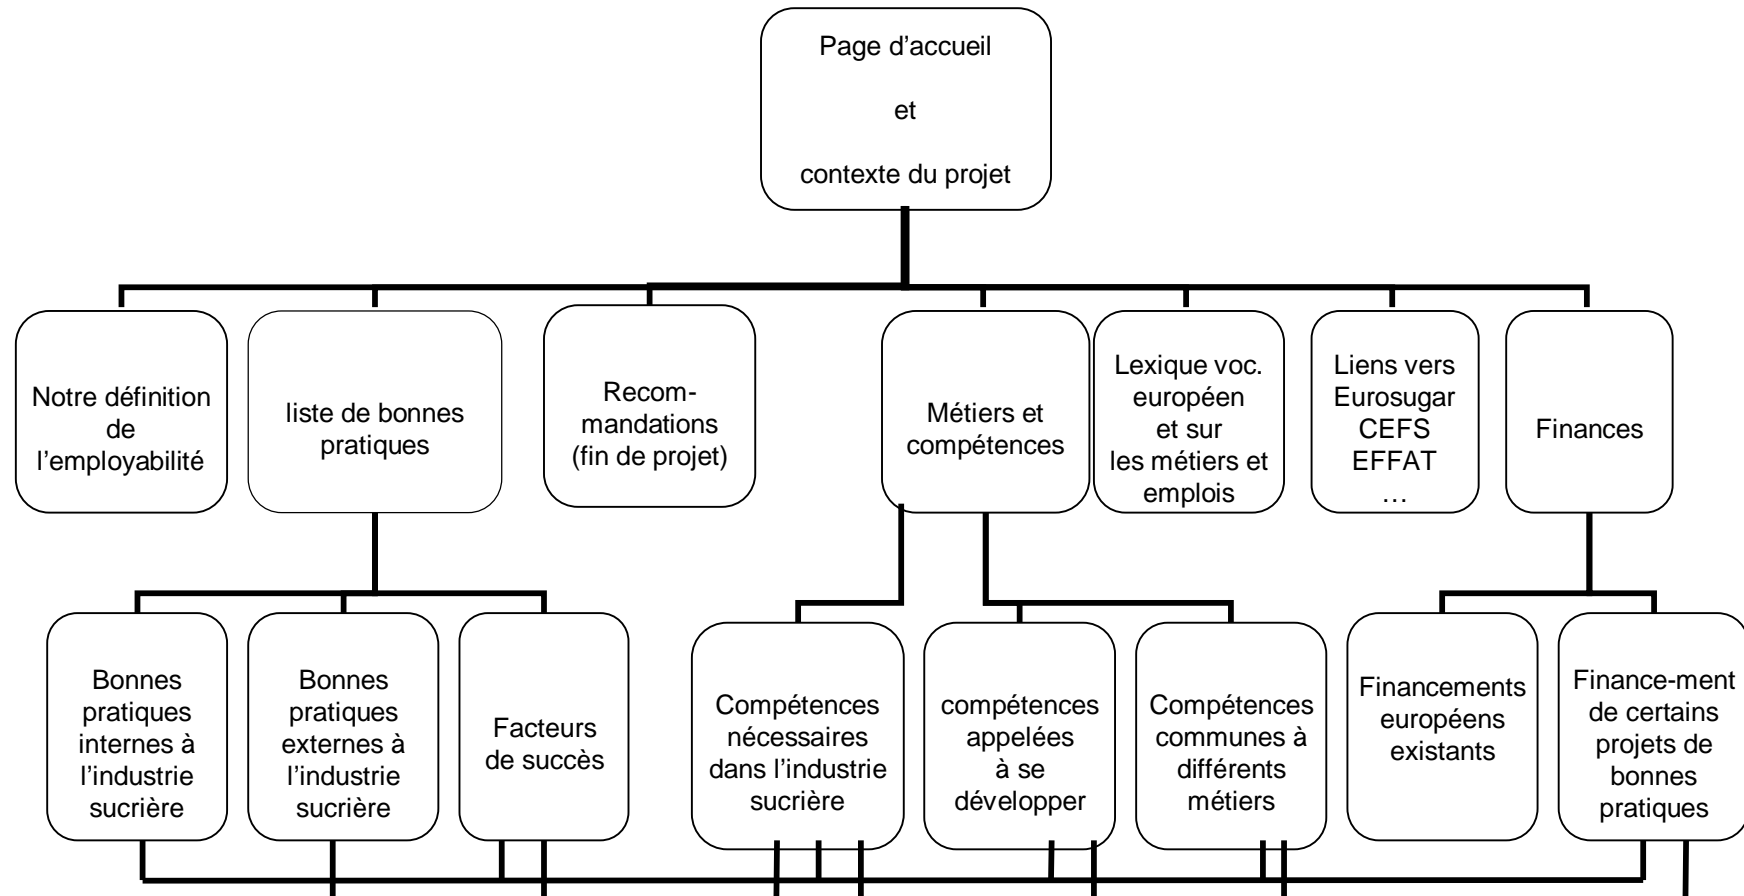 Page d’accueil
et
contexte du projet
Notre définition
de
l’employabilité
liste de bonnes
pratiques
Recom-
mandations
(fin de projet)
Métiers et
compétences
Lexique voc.
européen
et sur
les métiers et
emplois
Liens vers
Eurosugar
CEFS
EFFAT
…
Finances
Bonnes
pratiques
internes à
l’industrie
sucrière
Bonnes
pratiques
externes à
l’industrie
sucrière
Facteurs
de succès
Compétences
nécessaires
dans l’industrie
sucrière
compétences
appelées
à se
développer
Compétences
communes à
différents
métiers
Financements
européens
existants
Finance-ment
de certains
projets de
bonnes
pratiques